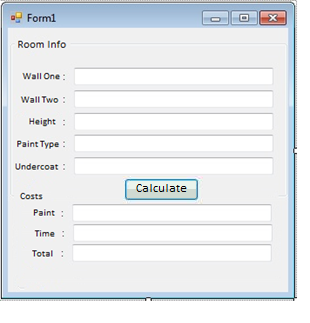 Form1
Room Info
Wall One :
Wall Two :
Height :
Paint Type :
Undercoat :
Calculate
Costs
Paint :
Time :
Total :